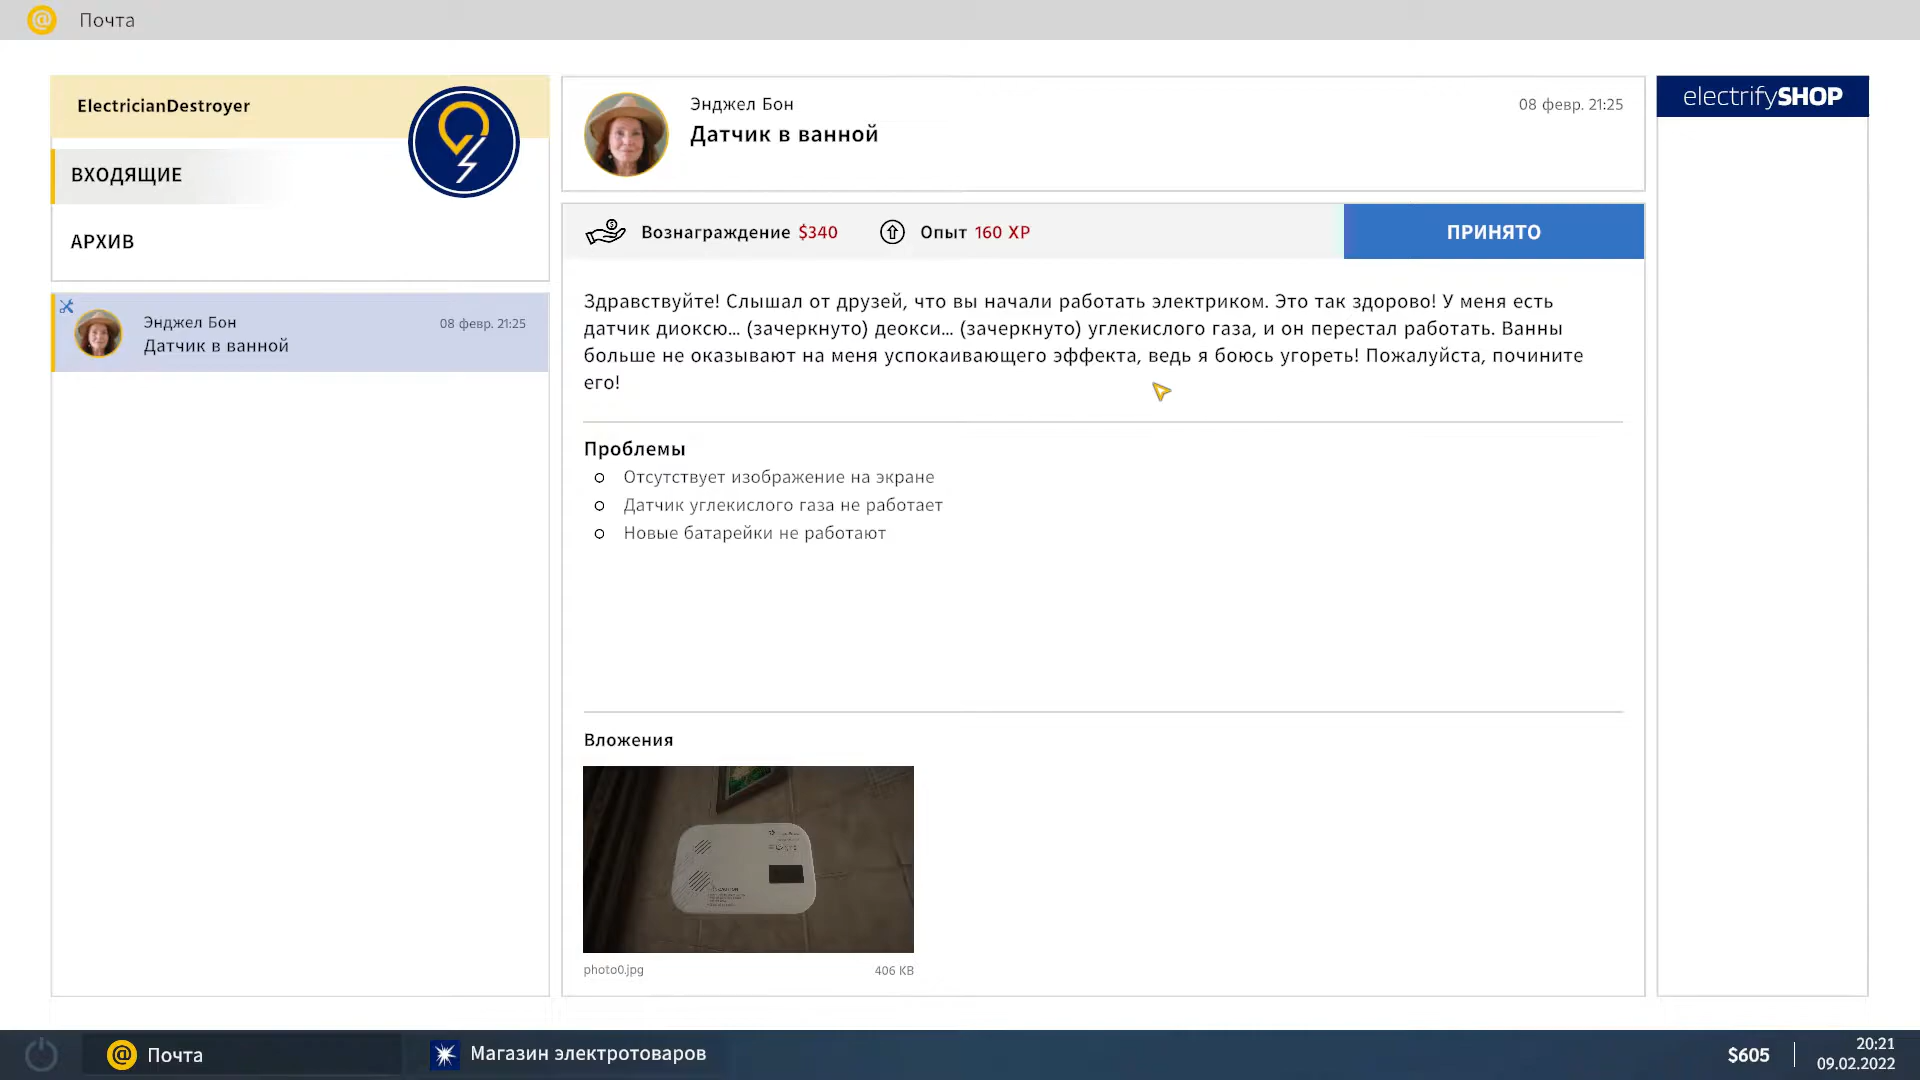 Почта
ElectricianDestroyer
ВХОДЯЩИЕ
АРХИВ
Энджел Бон
08 февр. 21:25
Датчик в ванной
Энджел Бон
08 февр. 21:25
Датчик в ванной
Вознаграждение $340
Опыт 160 XP
ПРИНЯТО
Здравствуйте! Слышал от друзей, что вы начали работать электриком. Это так здорово! У меня есть
датчик диоксю... (зачеркнуто) деокси... (зачеркнуто) углекислого газа, и он перестал работать. Ванны
больше не оказывают на меня успокаивающего эффекта, ведь я боюсь угореть! Пожалуйста, почините
его!
Проблемы
Отсутствует изображение на экране
Датчик углекислого газа не работает
Новые батарейки не работают
Вложения
photo0.jpg
406 KB
electrifySHOP
Почта
Магазин электротоваров
$605
20:21
09.02.2022